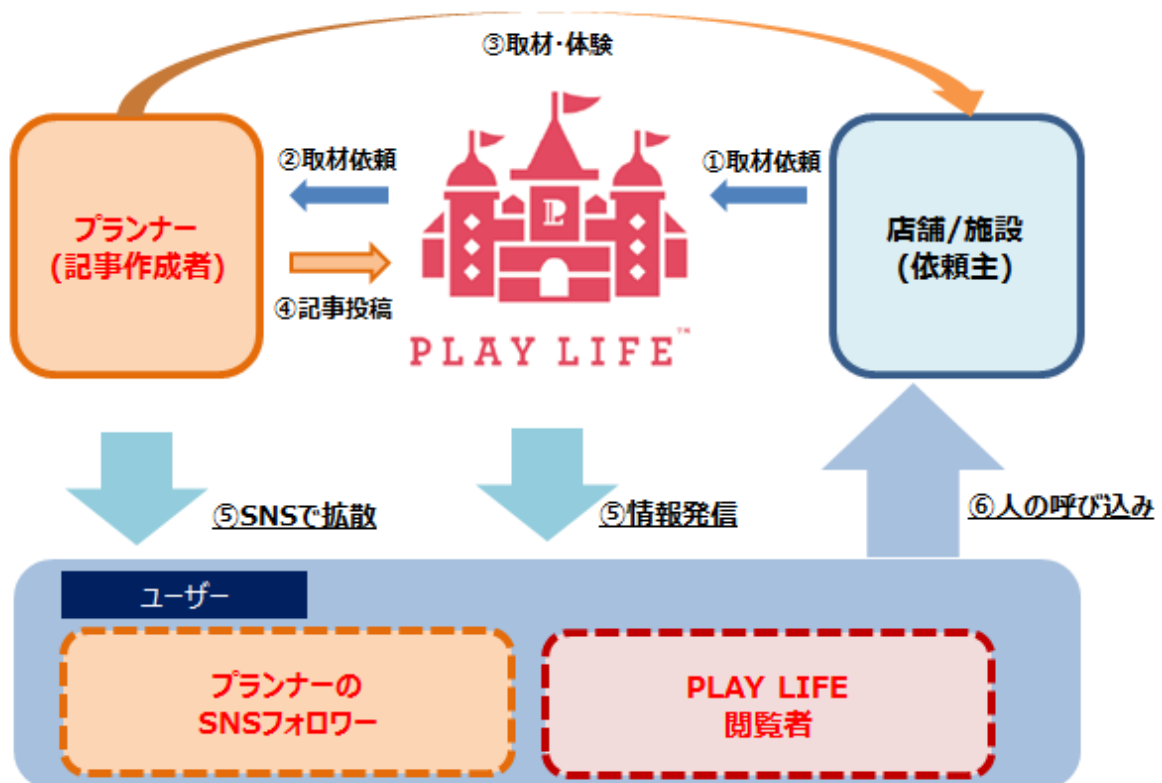 ③取材・体験
②取材依頼
①取材依頼
プランナー
(記事作成者)
店舗/施設
(依頼主)
④記事投稿
PLAY LIFE™
⑤SNSで拡散
⑤情報発信
⑥人の呼び込み
ユーザー
プランナーの
SNSフォロワー
PLAY LIFE
閲覧者